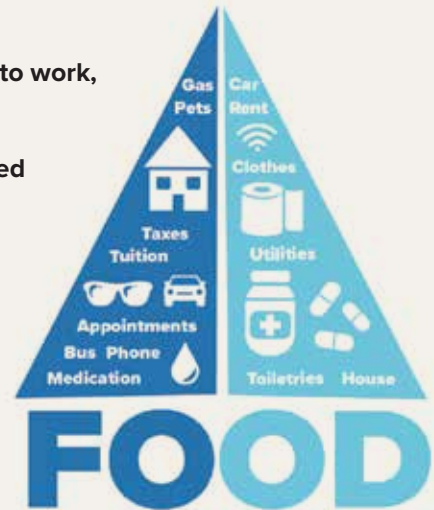 to work,
ed
Gas Car
Pets Rent
Clothes
Taxes
Tuition
Utilities
Appointments
Bus Phone
Medication
Toiletries House
FOOD